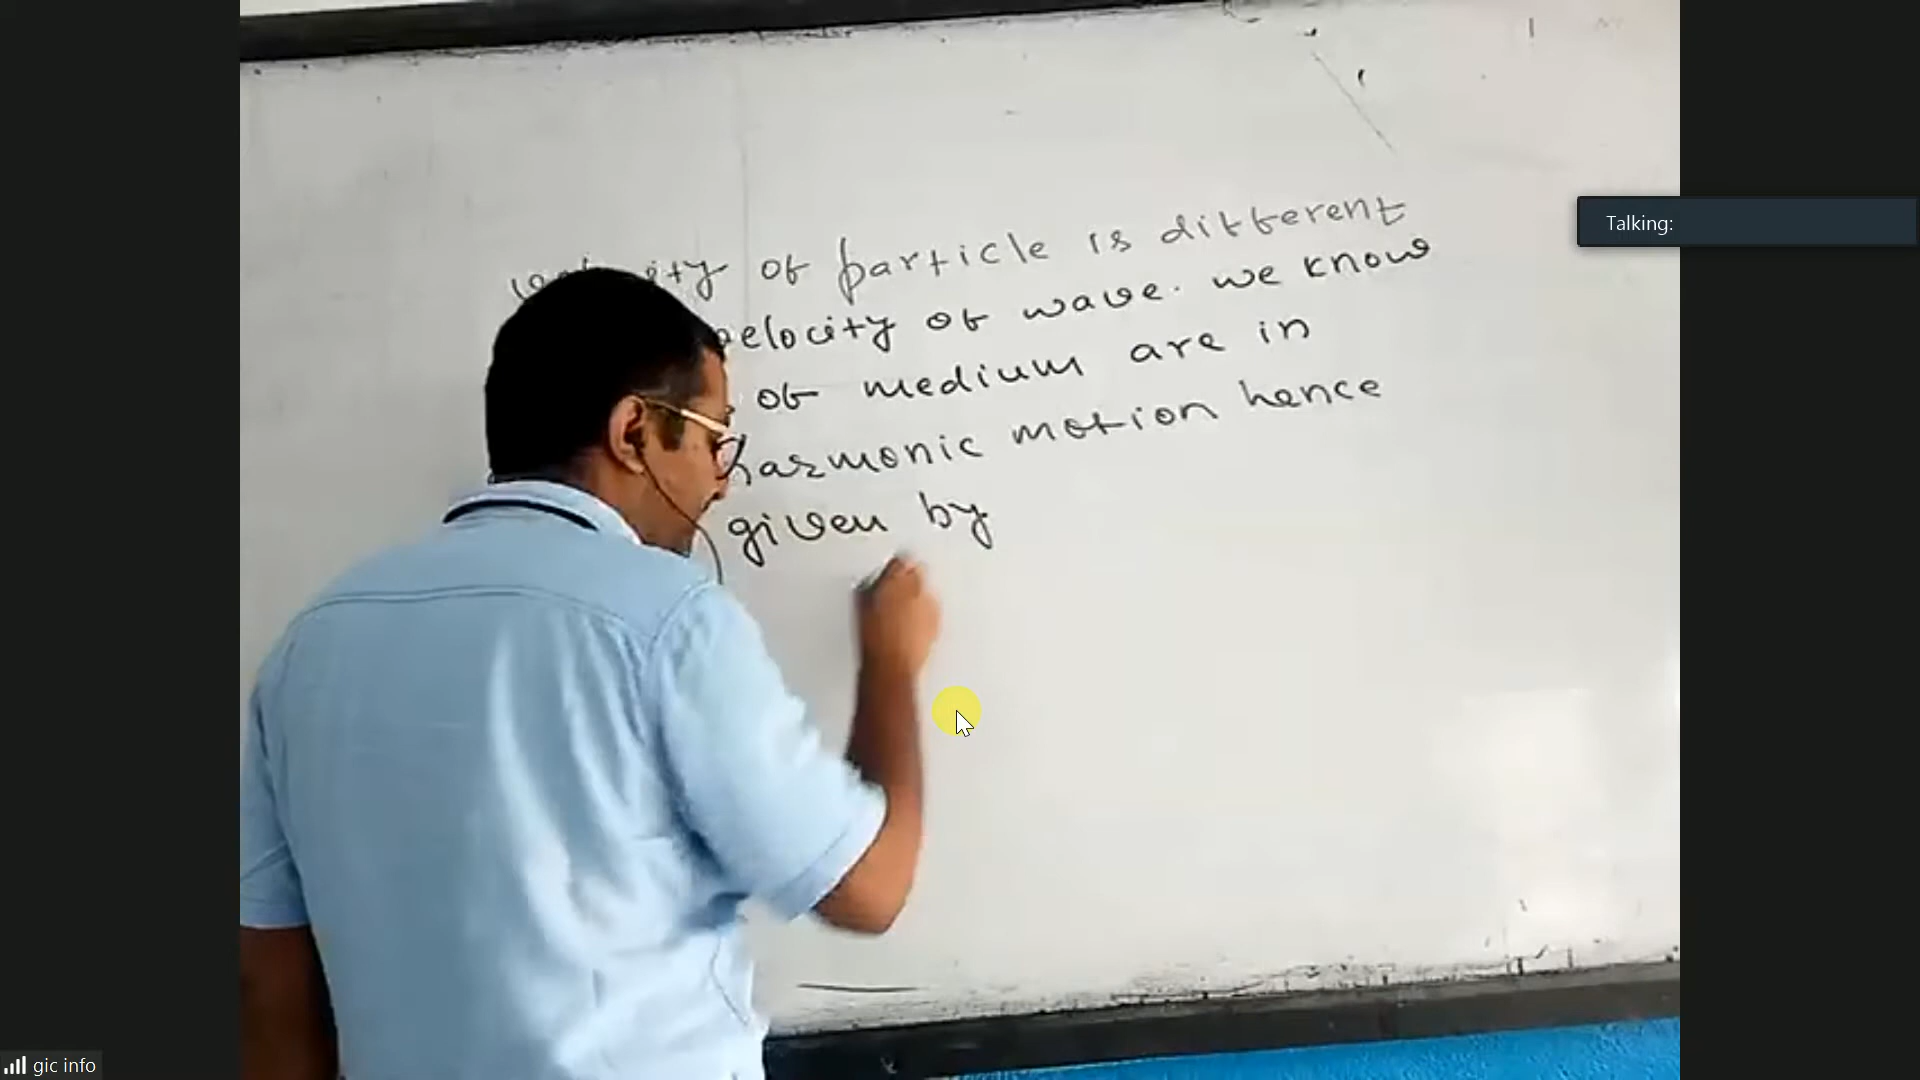 of particle is different
velocity of wave. we know
of medium are in
harmonic motion hence
given by
Talking:
gic info